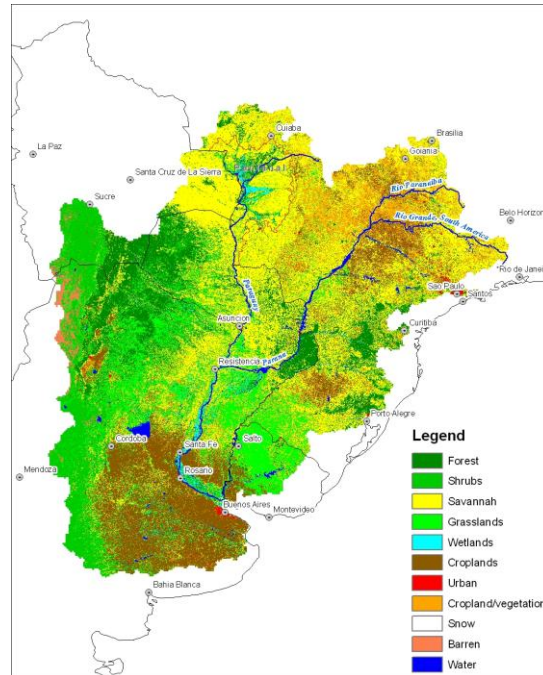 Cuiaba
Brasilia
Goiania
La Paz
Santa Cruz De La Sierra
Rio Paranaiba
Sucre
Rio Grande, South America
Belo Horizon
Rio de Janei
Sao Paulo
Santos
Paraguay
Asuncion
Curitiba
Resistencia
Parana
Porto Alegre
Cordoba
Santa Fe
Salto
Mendoza
Rosario
Buenos Aires
Montevideo
Bahia Blanca
Legend
Forest
Shrubs
Savannah
Grasslands
Wetlands
Croplands
Urban
Cropland/vegetation
Snow
Barren
Water